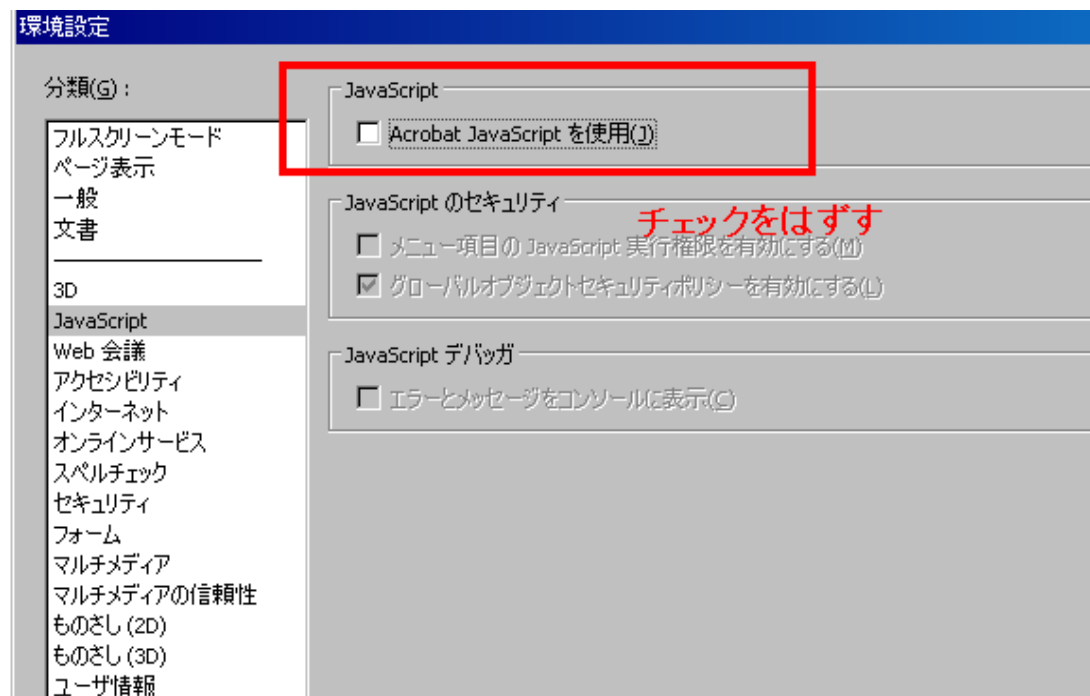 環境設定
分類(G) :
フルスクリーンモード
ページ表示
一般
文書
3D
JavaScript
Web 会議
アクセシビリティ
インターネット
オンラインサービス
スペルチェック
セキュリティ
フォーム
マルチメディア
マルチメディアの信頼性
ものさし (2D)
ものさし (3D)
ユーザ情報
JavaScript
Acrobat JavaScript を使用(J)
JavaScript のセキュリティ
チェックをはずす
メニュー項目の JavaScript 実行権限を有効にする(M)
グローバルオブジェクトセキュリティポリシーを有効にする(L)
JavaScript デバッガ
エラーとメッセージをコンソールに表示(C)